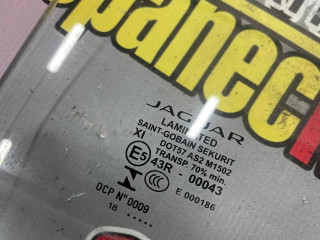 panecк
JAGUAR
LAMINATED
SAINT-GOBAIN SEKURIT
XI DOT57 AS2 M1502
TRANSP. 70% min.
E5 43R - 00043
CCC E 000186
OCP N° 0009
18 .....